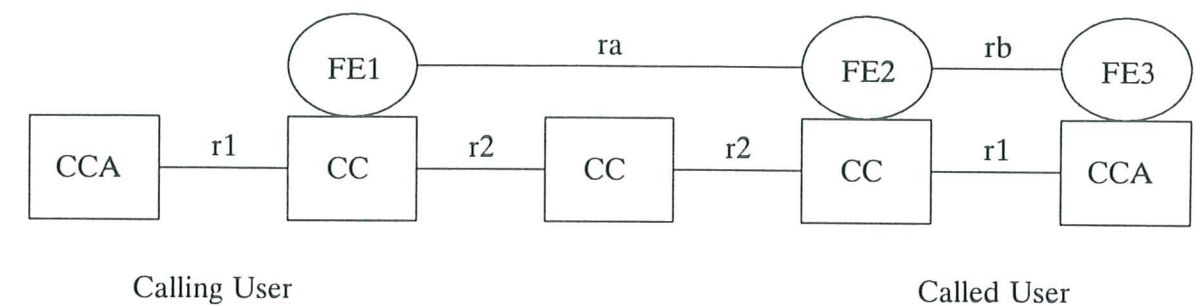 FE1 ra FE2 rb FE3
CCA r1 CC r2 CC r2 CC r1 CCA
Calling User Called User